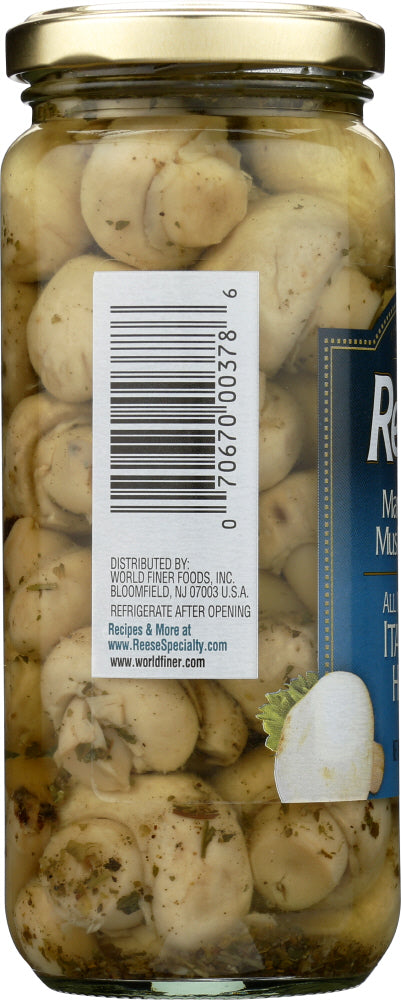 0 70670 00378 6
DISTRIBUTED BY:
WORLD FINER FOODS, INC.
BLOOMFIELD, NJ 07003 U.S.A.
REFRIGERATE AFTER OPENING
Recipes & More at
www.ReeseSpecialty.com
www.worldfiner.com
Re
Ma
Mus
ALL
ITA
H